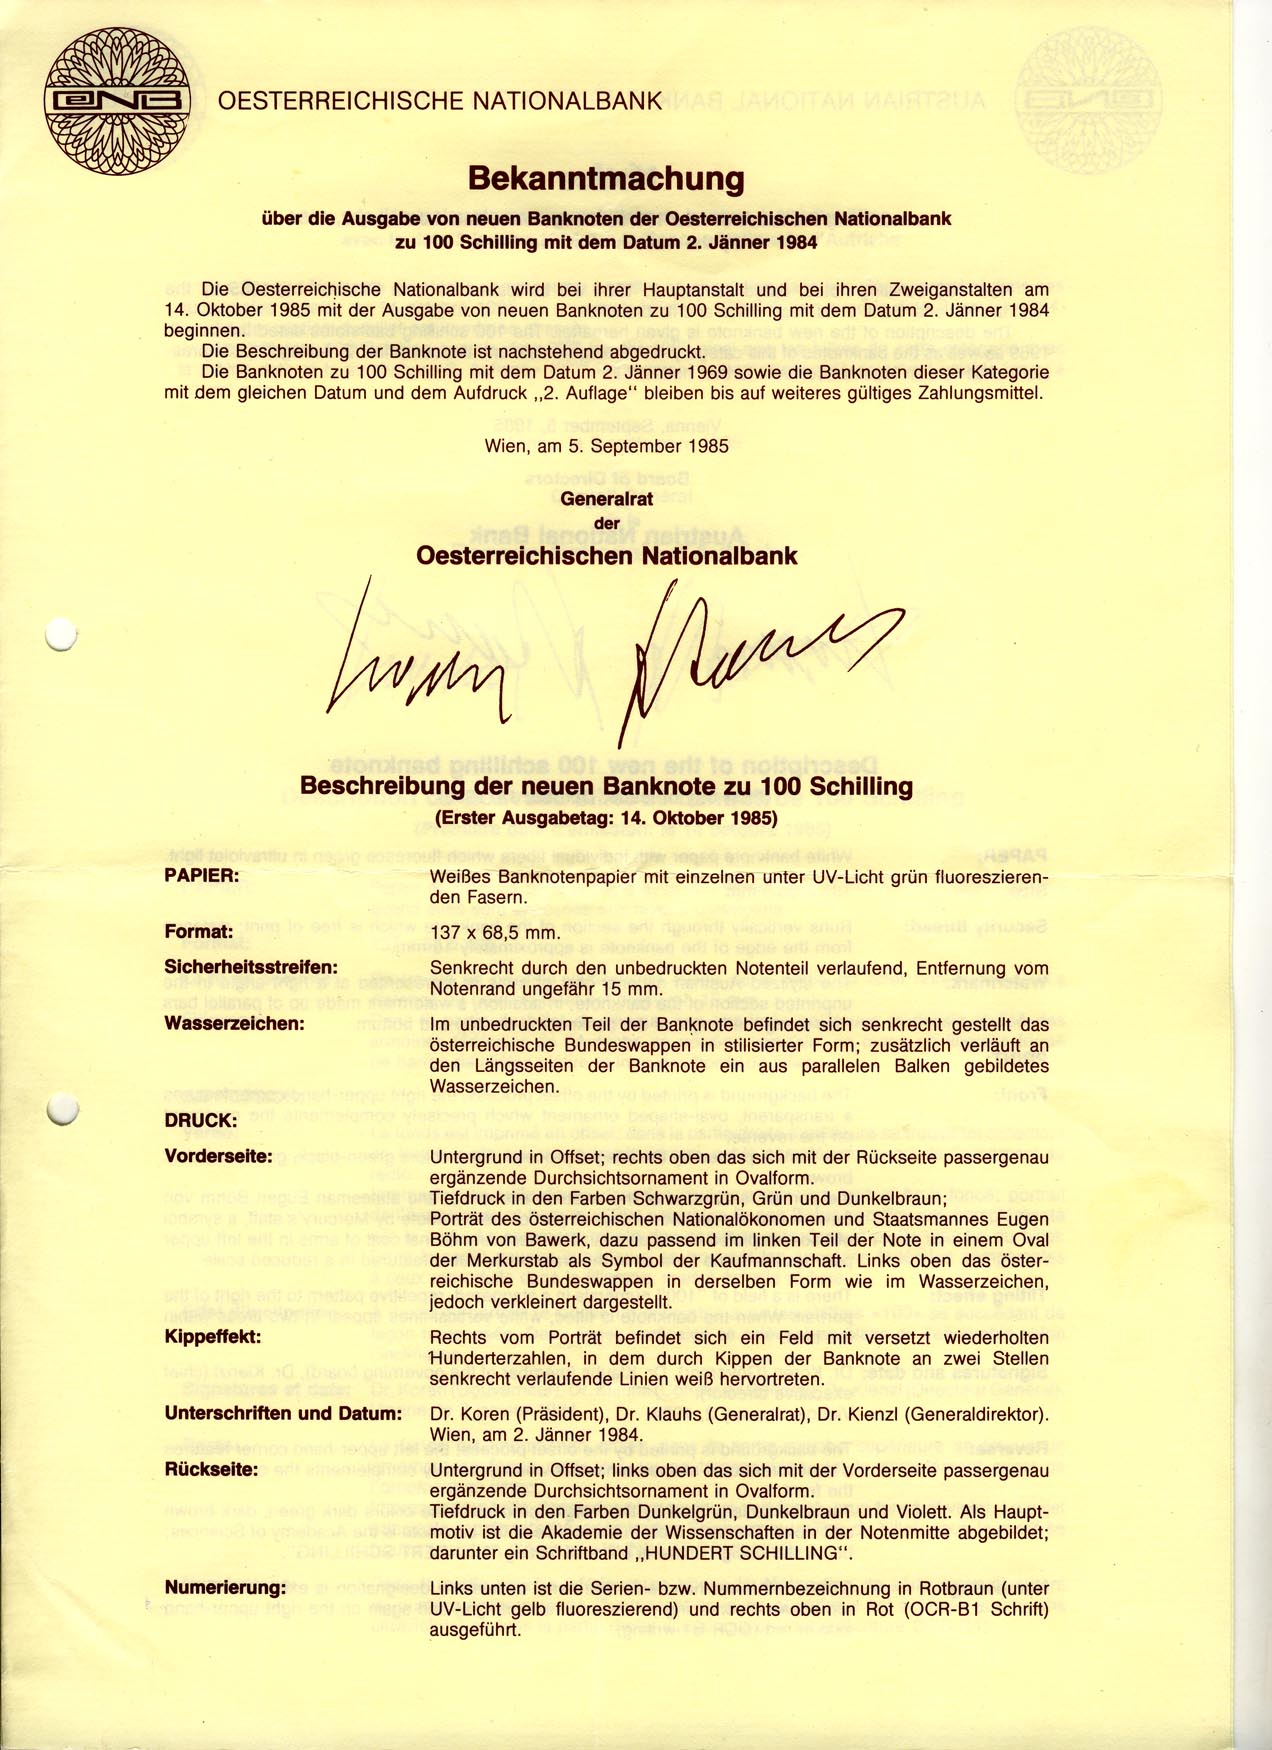 OeNB
OESTERREICHISCHE NATIONALBANK
Bekanntmachung
über die Ausgabe von neuen Banknoten der Oesterreichischen Nationalbank
zu 100 Schilling mit dem Datum 2. Jänner 1984
Die Oesterreichische Nationalbank wird bei ihrer Hauptanstalt und bei ihren Zweiganstalten am
14. Oktober 1985 mit der Ausgabe von neuen Banknoten zu 100 Schilling mit dem Datum 2. Jänner 1984
beginnen.
Die Beschreibung der Banknote ist nachstehend abgedruckt.
Die Banknoten zu 100 Schilling mit dem Datum 2. Jänner 1969 sowie die Banknoten dieser Kategorie
mit dem gleichen Datum und dem Aufdruck „2. Auflage“ bleiben bis auf weiteres gültiges Zahlungsmittel.
Wien, am 5. September 1985
Generalrat
der
Oesterreichischen Nationalbank
Beschreibung der neuen Banknote zu 100 Schilling
(Erster Ausgabetag: 14. Oktober 1985)
PAPIER: Weißes Banknotenpapier mit einzelnen unter UV-Licht grün fluoreszieren-
den Fasern.
Format: 137 x 68,5 mm.
Sicherheitsstreifen: Senkrecht durch den unbedruckten Notenteil verlaufend, Entfernung vom
Notenrand ungefähr 15 mm.
Wasserzeichen: Im unbedruckten Teil der Banknote befindet sich senkrecht gestellt das
österreichische Bundeswappen in stilisierter Form; zusätzlich verläuft an
den Längsseiten der Banknote ein aus parallelen Balken gebildetes
Wasserzeichen.
DRUCK:
Vorderseite: Untergrund in Offset; rechts oben das sich mit der Rückseite passergenau
ergänzende Durchsichtsornament in Ovalform.
Tiefdruck in den Farben Schwarzgrün, Grün und Dunkelbraun;
Porträt des österreichischen Nationalökonomen und Staatsmannes Eugen
Böhm von Bawerk, dazu passend im linken Teil der Note in einem Oval
der Merkurstab als Symbol der Kaufmannschaft. Links oben das öster-
reichische Bundeswappen in derselben Form wie im Wasserzeichen,
jedoch verkleinert dargestellt.
Kippeffekt: Rechts vom Porträt befindet sich ein Feld mit versetzt wiederholten
Hunderterzahlen, in dem durch Kippen der Banknote an zwei Stellen
senkrecht verlaufende Linien weiß hervortreten.
Unterschriften und Datum: Dr. Koren (Präsident), Dr. Klauhs (Generalrat), Dr. Kienzl (Generaldirektor).
Wien, am 2. Jänner 1984.
Rückseite: Untergrund in Offset; links oben das sich mit der Vorderseite passergenau
ergänzende Durchsichtsornament in Ovalform.
Tiefdruck in den Farben Dunkelgrün, Dunkelbraun und Violett. Als Haupt-
motiv ist die Akademie der Wissenschaften in der Notenmitte abgebildet;
darunter ein Schriftband „HUNDERT SCHILLING“.
Numerierung: Links unten ist die Serien- bzw. Nummernbezeichnung in Rotbraun (unter
UV-Licht gelb fluoreszierend) und rechts oben in Rot (OCR-B1 Schrift)
ausgeführt.